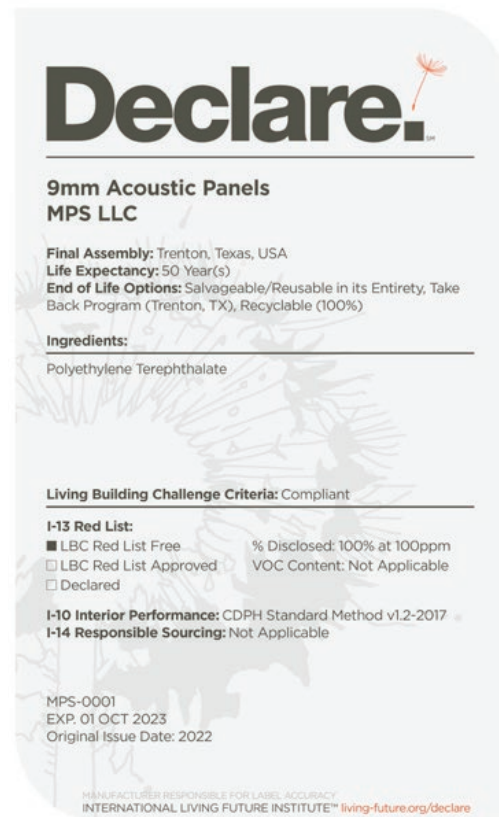 Declare.
SM
9mm Acoustic Panels
MPS LLC
Final Assembly: Trenton, Texas, USA
Life Expectancy: 50 Year(s)
End of Life Options: Salvageable/Reusable in its Entirety, Take
Back Program (Trenton, TX), Recyclable (100%)
Ingredients:
Polyethylene Terephthalate
Living Building Challenge Criteria: Compliant
I-13 Red List:
■ LBC Red List Free % Disclosed: 100% at 100ppm
□ LBC Red List Approved VOC Content: Not Applicable
□ Declared
I-10 Interior Performance: CDPH Standard Method v1.2-2017
I-14 Responsible Sourcing: Not Applicable
MPS-0001
EXP. 01 OCT 2023
Original Issue Date: 2022
MANUFACTURER RESPONSIBLE FOR LABEL ACCURACY
INTERNATIONAL LIVING FUTURE INSTITUTE™ living-future.org/declare